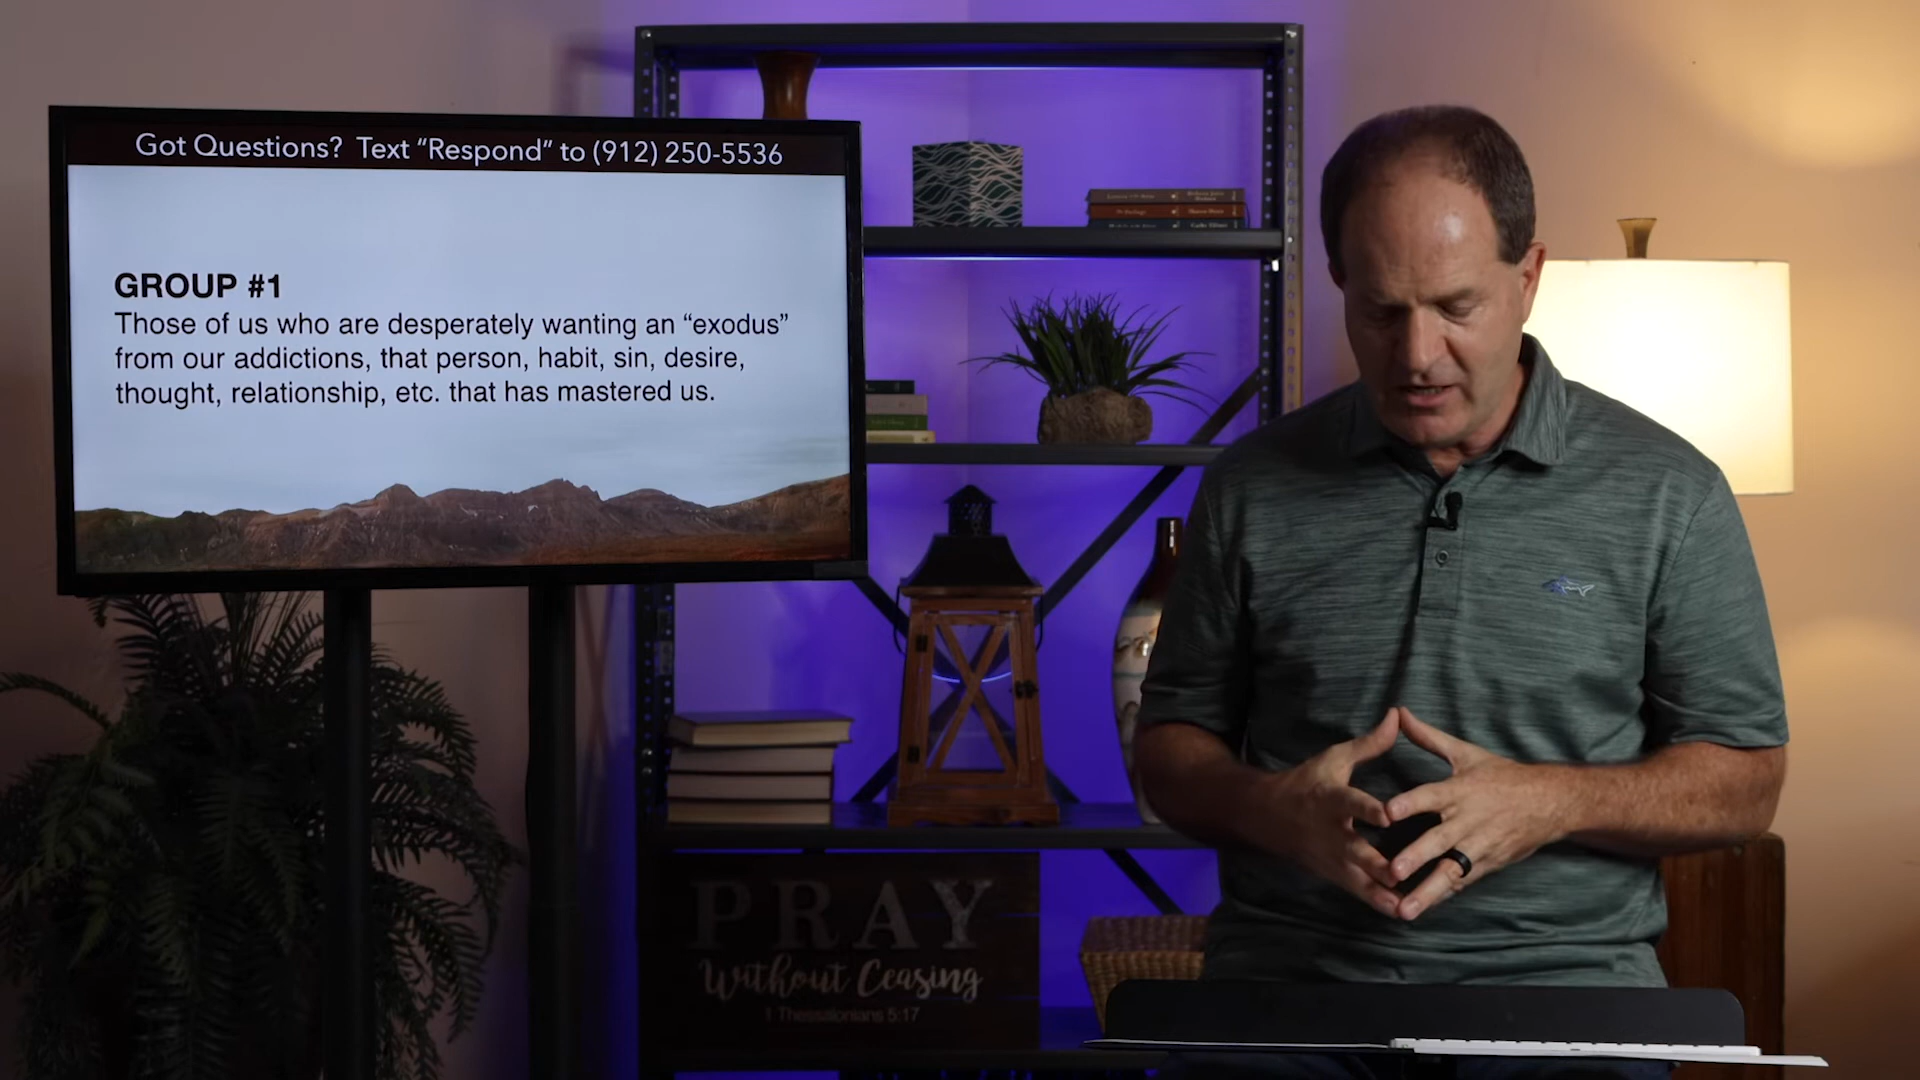 Got Questions? Text “Respond” to (912) 250-5536
GROUP #1
Those of us who are desperately wanting an “exodus”
from our addictions, that person, habit, sin, desire,
thought, relationship, etc. that has mastered us.
PRAY
Without Ceasing
1 Thessalonians 5:17